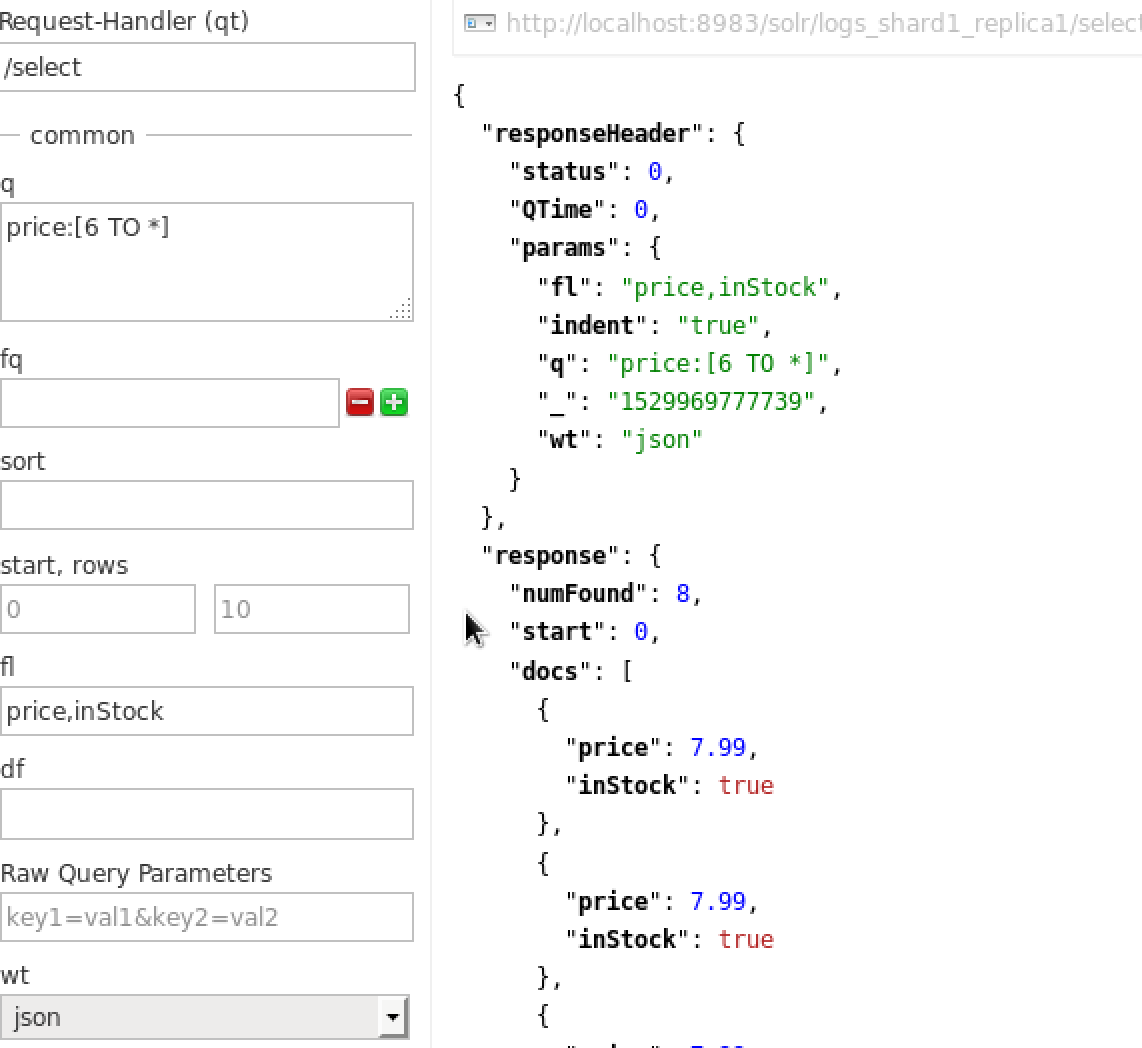 Request-Handler (qt)
/select
common
q
price:[6 TO *]
fq
sort
start, rows
0 10
fl
price,inStock
df
Raw Query Parameters
key1=val1&key2=val2
wt
json
http://localhost:8983/solr/logs_shard1_replica1/select
{
"responseHeader": {
"status": 0,
"QTime": 0,
"params": {
"fl": "price,inStock",
"indent": "true",
"q": "price:[6 TO *]",
"_": "1529969777739",
"wt": "json"
}
},
"response": {
"numFound": 8,
"start": 0,
"docs": [
{
"price": 7.99,
"inStock": true
},
{
"price": 7.99,
"inStock": true
},
{